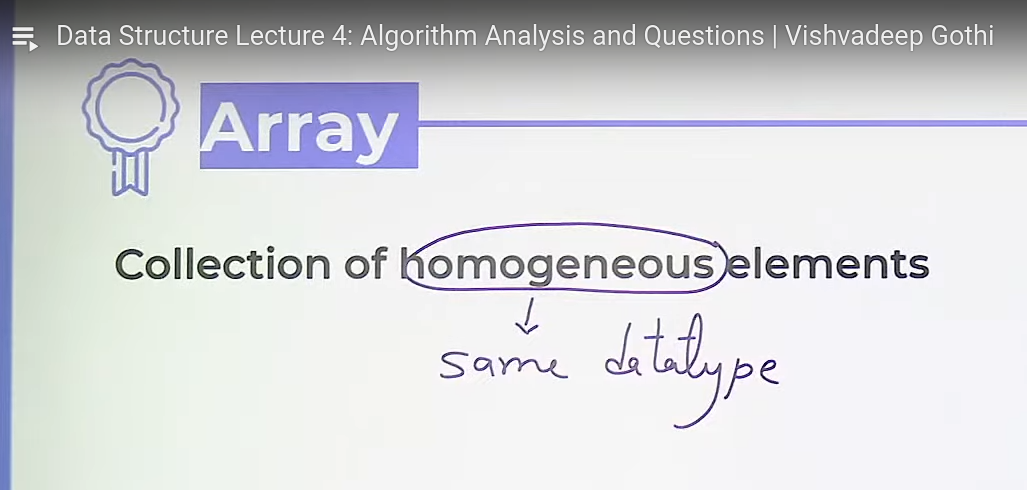 Data Structure Lecture 4: Algorithm Analysis and Questions | Vishvadeep Gothi
Array
Collection of homogeneous elements
↓
same datatype